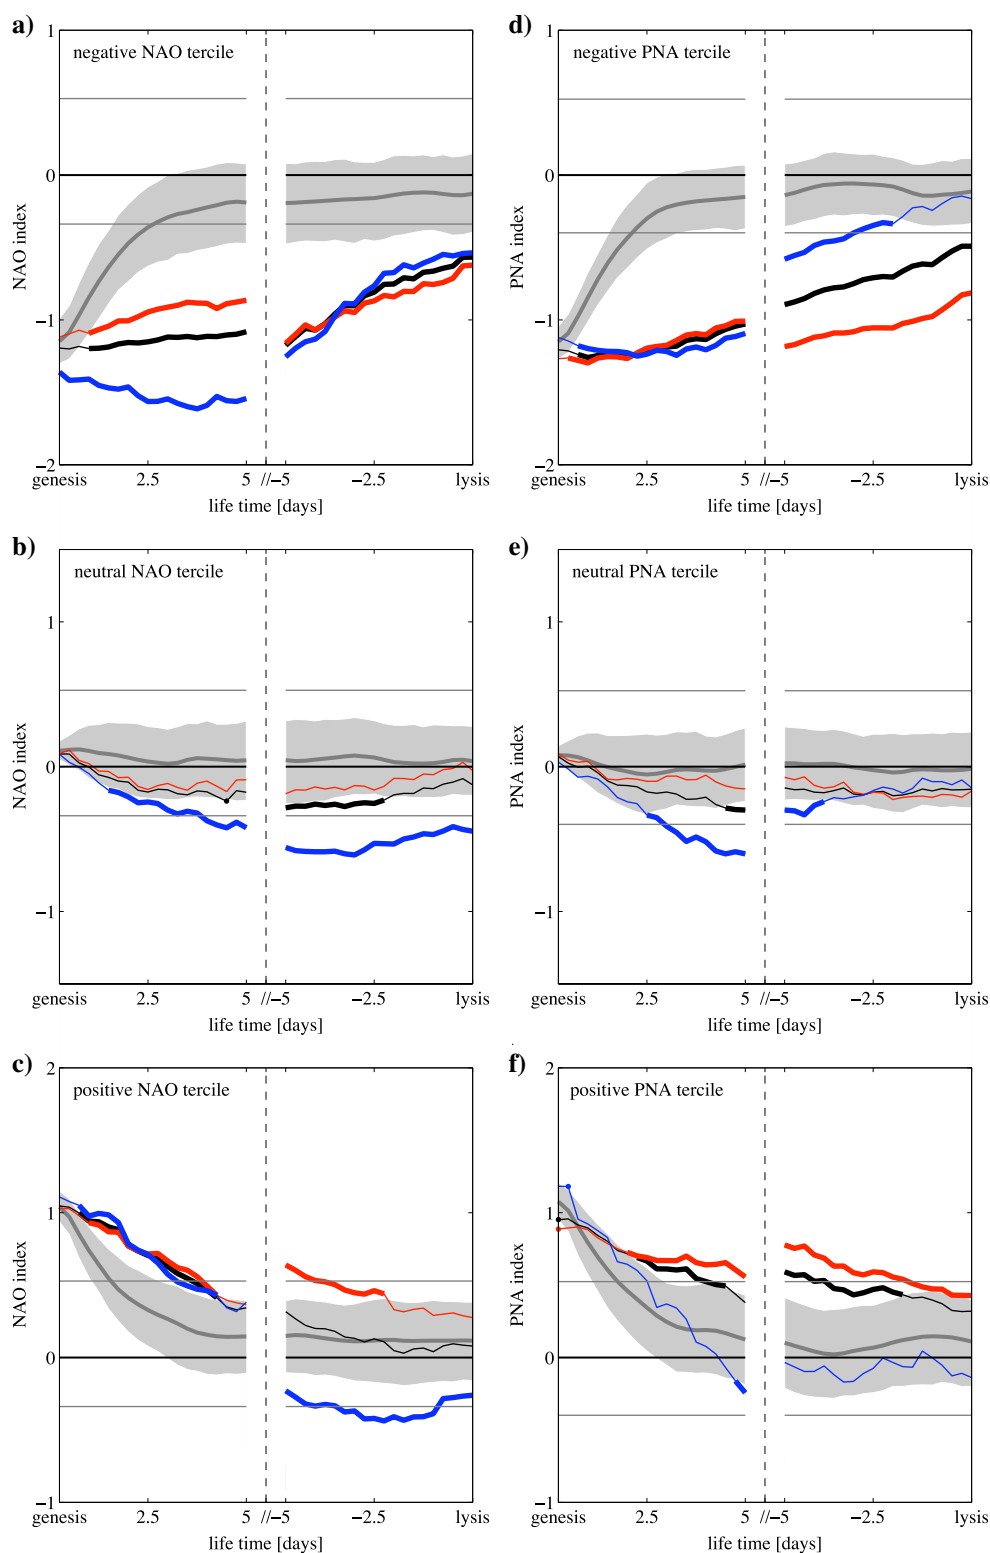 a)
negative NAO tercile
1
0
−1
−2
NAO index
genesis 2.5 5 // −5 −2.5 lysis
life time [days]
d)
negative PNA tercile
1
0
−1
−2
PNA index
genesis 2.5 5 // −5 −2.5 lysis
life time [days]
b)
neutral NAO tercile
1
0
−1
NAO index
genesis 2.5 5 // −5 −2.5 lysis
life time [days]
e)
neutral PNA tercile
1
0
−1
PNA index
genesis 2.5 5 // −5 −2.5 lysis
life time [days]
c)
positive NAO tercile
2
1
0
−1
NAO index
genesis 2.5 5 // −5 −2.5 lysis
life time [days]
f)
positive PNA tercile
2
1
0
−1
PNA index
genesis 2.5 5 // −5 −2.5 lysis
life time [days]